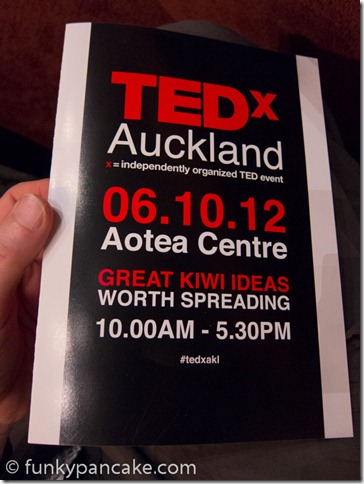 TEDx
Auckland
x = independently organized TED event
06.10.12
Aotea Centre
GREAT KIWI IDEAS
WORTH SPREADING
10.00AM - 5.30PM
#tedxakl
© funkypancake.com